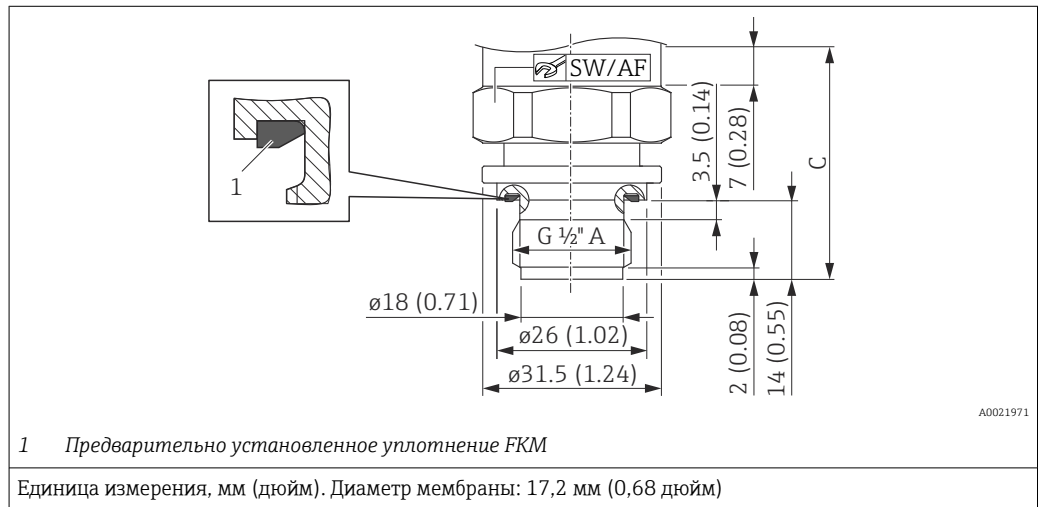 SW/AF
3.5 (0.14)
7 (0.28)
C
1
G ½" A
ø18 (0.71)
ø26 (1.02)
ø31.5 (1.24)
2 (0.08)
14 (0.55)
A0021971
1 Предварительно установленное уплотнение FKM
Единица измерения, мм (дюйм). Диаметр мембраны: 17,2 мм (0,68 дюйм)